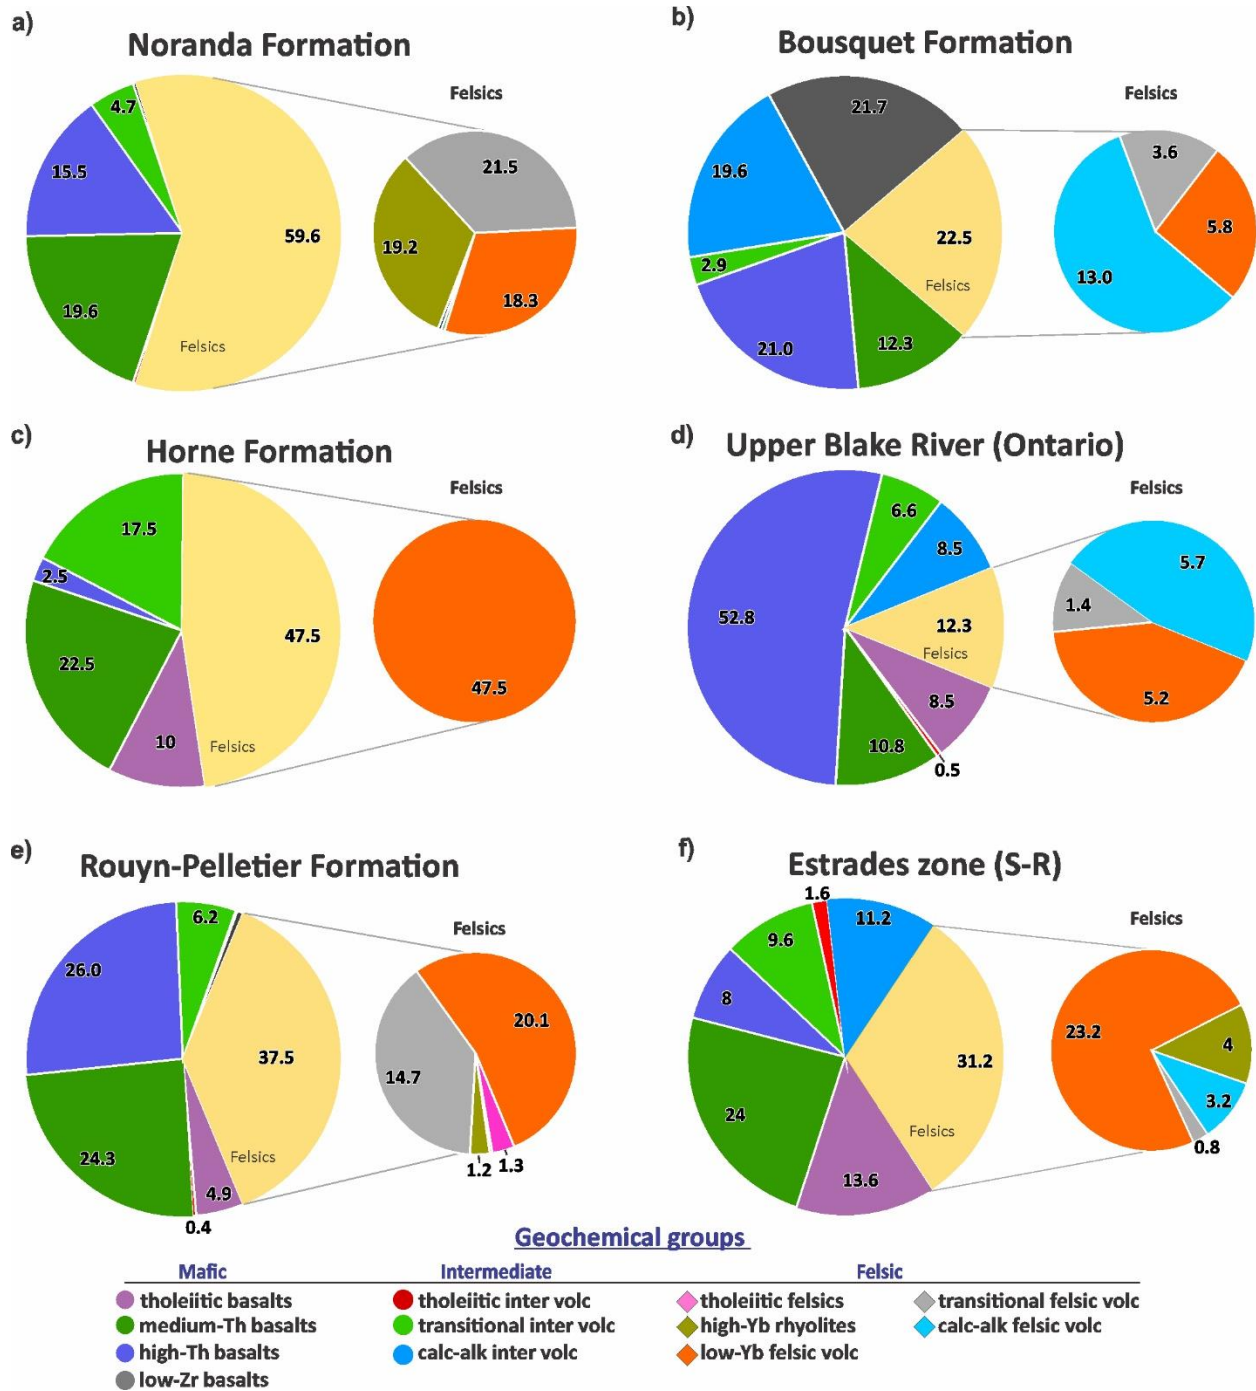 a)
Noranda Formation
Felsics
4.7
15.5
59.6
19.6
Felsics
21.5
19.2
18.3
b)
Bousquet Formation
Felsics
21.7
19.6
22.5
Felsics
2.9
21.0
12.3
3.6
5.8
13.0
c)
Horne Formation
Felsics
17.5
2.5
47.5
22.5
10
Felsics
47.5
d)
Upper Blake River (Ontario)
Felsics
6.6
8.5
52.8
12.3
Felsics
8.5
10.8
0.5
5.7
1.4
5.2
e)
Rouyn-Pelletier Formation
Felsics
6.2
26.0
37.5
24.3
Felsics
4.9
0.4
20.1
14.7
1.2
1.3
f)
Estrades zone (S-R)
Felsics
1.6
11.2
9.6
8
31.2
24
Felsics
13.6
23.2
4
3.2
0.8
Geochemical groups
Mafic Intermediate Felsic
tholeiitic basalts tholeiitic inter volc tholeiitic felsics transitional felsic volc
medium-Th basalts transitional inter volc high-Yb rhyolites calc-alk felsic volc
high-Th basalts calc-alk inter volc low-Yb felsic volc
low-Zr basalts